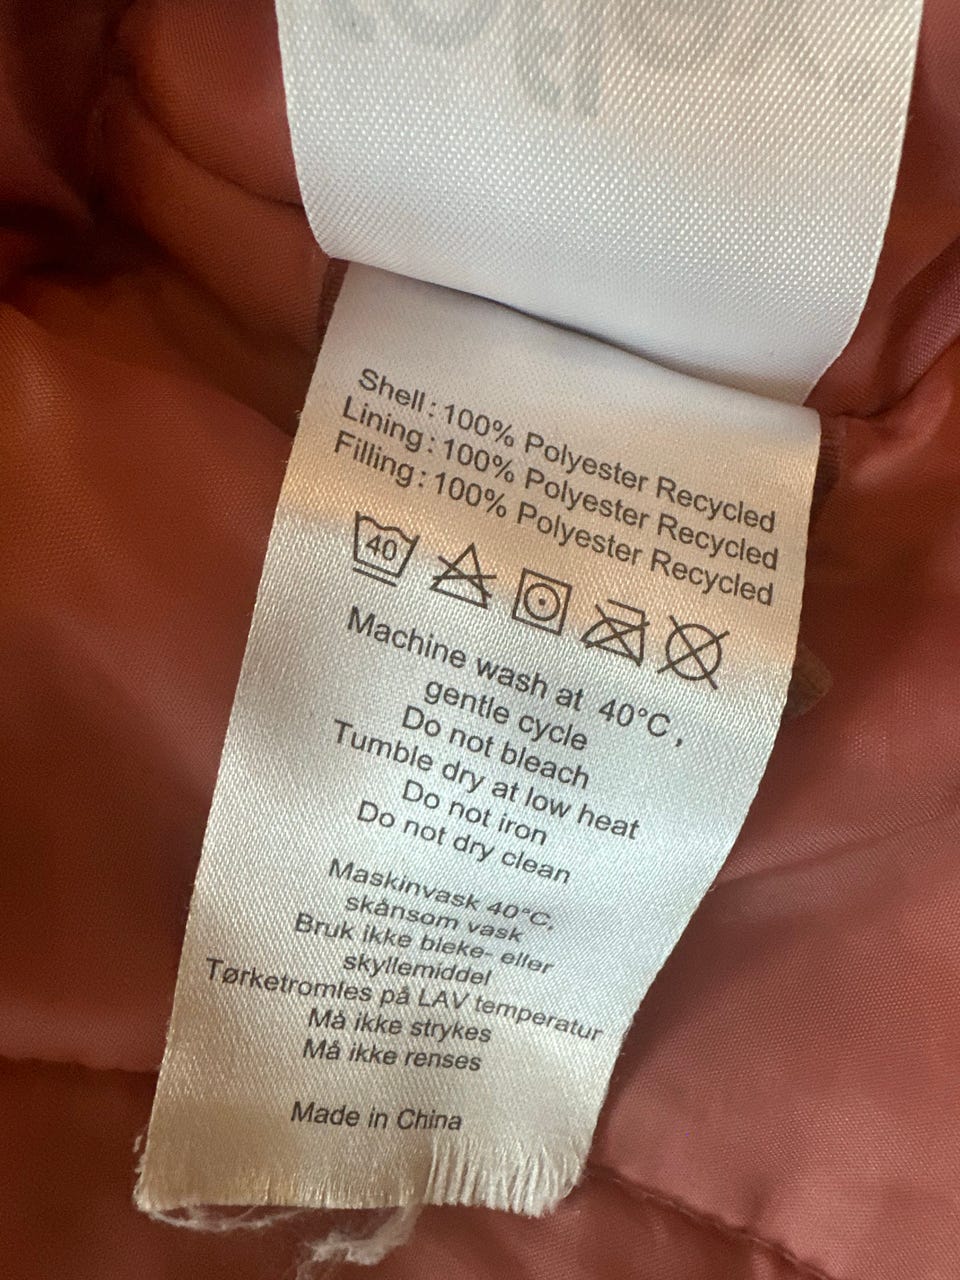 Shell : 100% Polyester Recycled
Lining : 100% Polyester Recycled
Filling : 100% Polyester Recycled
40
Machine wash at 40°C,
gentle cycle
Do not bleach
Tumble dry at low heat
Do not iron
Do not dry clean
Maskinvask 40°C,
skånsom vask
Bruk ikke bleke- eller
skyllemiddel
Tørketromles på LAV temperatur
Må ikke strykes
Må ikke renses
Made in China